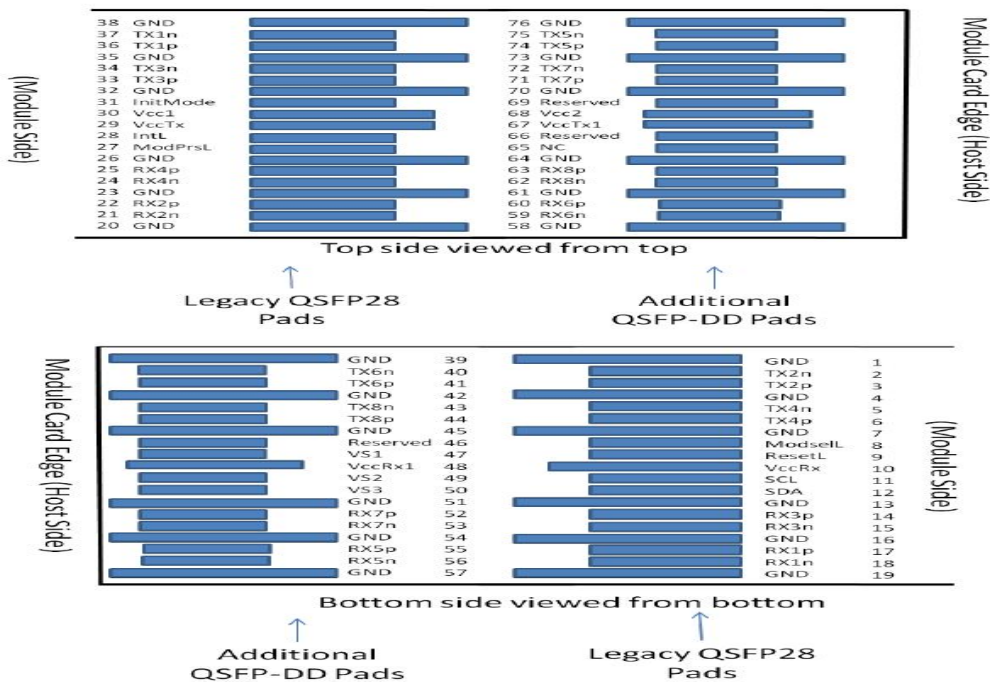 38 GND 76 GND
37 TX1n 75 TX5n
36 TX1p 74 TX5p
35 GND 73 GND
34 TX3n 72 TX7n
33 TX3p 71 TX7p
32 GND 70 GND
31 InitMode 69 Reserved
30 Vcc1 68 Vcc2
29 VccTx 67 VccTx1
28 IntL 66 Reserved
27 ModPrsL 65 NC
26 GND 64 GND
25 RX4p 63 RX8p
24 RX4n 62 RX8n
23 GND 61 GND
22 RX2p 60 RX6p
21 RX2n 59 RX6n
20 GND 58 GND
(Module Side)
Module Card Edge (Host Side)
Top side viewed from top
Legacy QSFP28
Pads
Additional
QSFP-DD Pads
Module Card Edge (Host Side)
GND 39 GND 1
TX6n 40 TX2n 2
TX6p 41 TX2p 3
GND 42 GND 4
TX8n 43 TX4n 5
TX8p 44 TX4p 6
GND 45 GND 7
Reserved 46 ModselL 8
VS1 47 ResetL 9
VccRx1 48 VccRx 10
VS2 49 SCL 11
VS3 50 SDA 12
GND 51 GND 13
RX7p 52 RX3p 14
RX7n 53 RX3n 15
GND 54 GND 16
RX5p 55 RX1p 17
RX5n 56 RX1n 18
GND 57 GND 19
(Module Side)
Bottom side viewed from bottom
Additional
QSFP-DD Pads
Legacy QSFP28
Pads